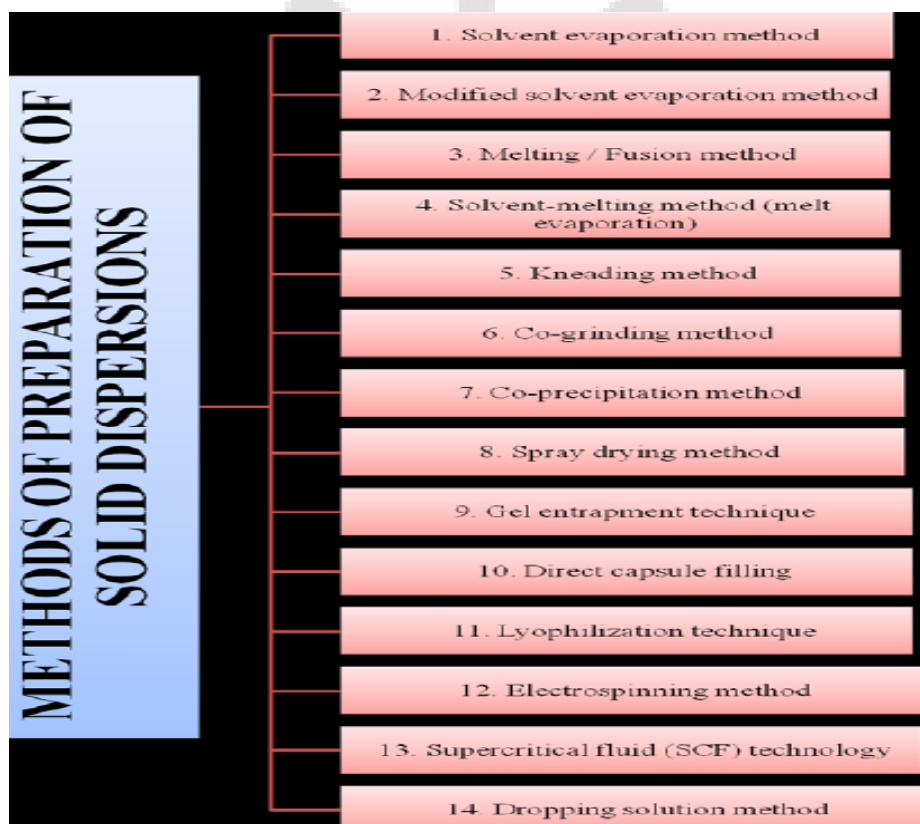 METHODS OF PREPARATION OF
SOLID DISPERSIONS
1. Solvent evaporation method
2. Modified solvent evaporation method
3. Melting / Fusion method
4. Solvent-melting method (melt
evaporation)
5. Kneading method
6. Co-grinding method
7. Co-precipitation method
8. Spray drying method
9. Gel entrapment technique
10. Direct capsule filling
11. Lyophilization technique
12. Electrospinning method
13. Supercritical fluid (SCF) technology
14. Dropping solution method